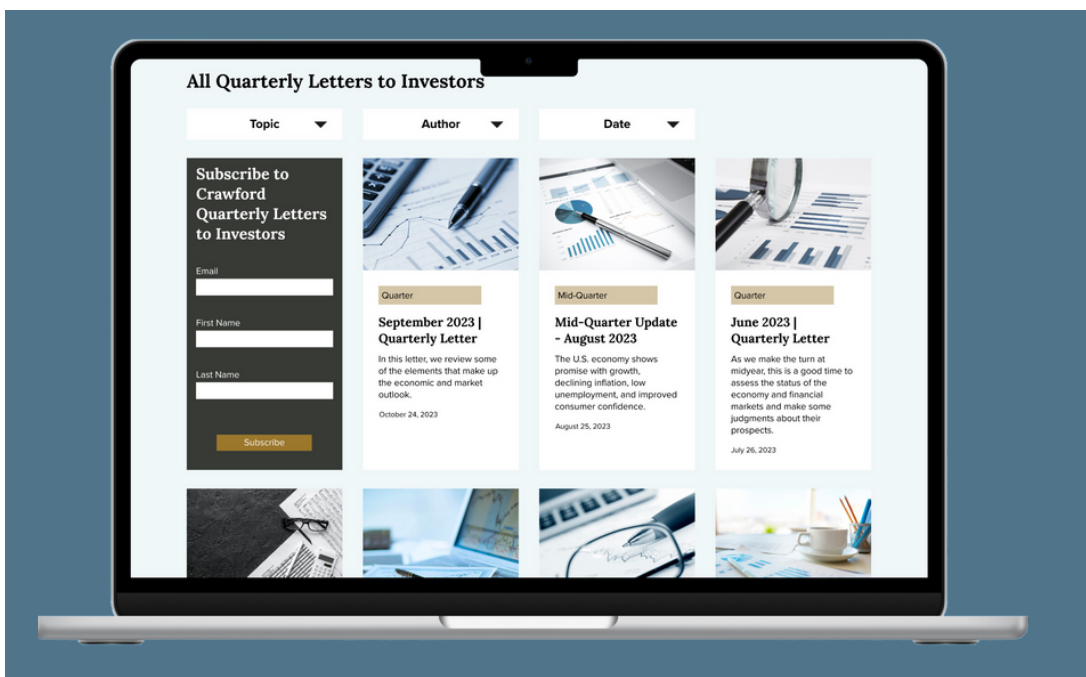 All Quarterly Letters to Investors
Topic
Author
Date
Subscribe to
Crawford
Quarterly Letters
to Investors
Email
First Name
Last Name
Subscribe
Quarter
September 2023 |
Quarterly Letter
In this letter, we review some
of the elements that make up
the economic and market
outlook.
October 24, 2023
Mid-Quarter
Mid-Quarter Update
- August 2023
The U.S. economy shows
promise with growth,
declining inflation, low
unemployment, and improved
consumer confidence.
August 25, 2023
Quarter
June 2023 |
Quarterly Letter
As we make the turn at
midyear, this is a good time to
assess the status of the
economy and financial
markets and make some
judgments about their
prospects.
July 26, 2023